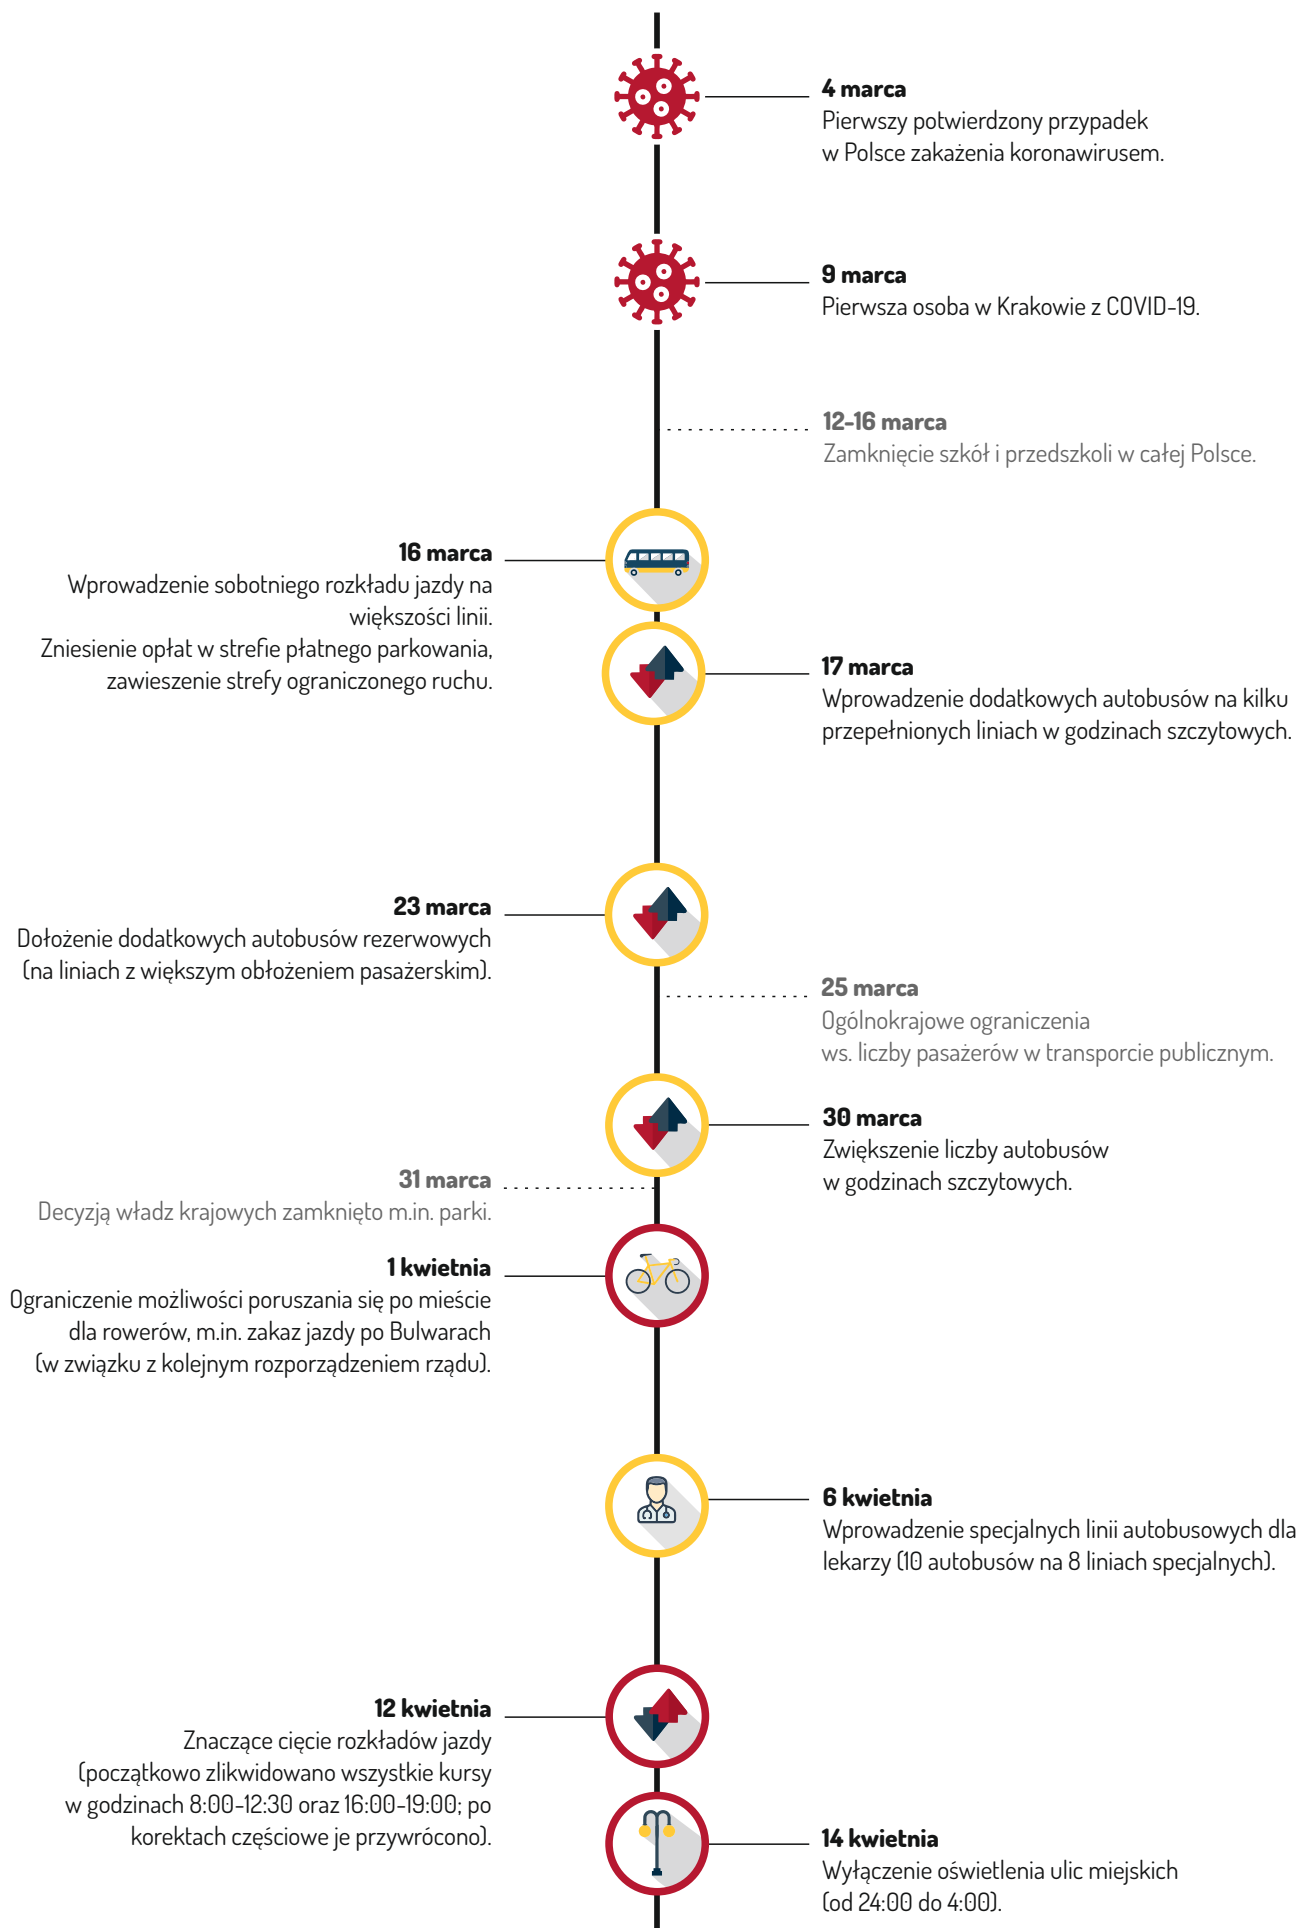 4 marca
Pierwszy potwierdzony przypadek
w Polsce zakażenia koronawirusem.
9 marca
Pierwsza osoba w Krakowie z COVID-19.
12-16 marca
Zamknięcie szkół i przedszkoli w całej Polsce.
16 marca
Wprowadzenie sobotniego rozkładu jazdy na
większości linii.
Zniesienie opłat w strefie płatnego parkowania,
zawieszenie strefy ograniczonego ruchu.
17 marca
Wprowadzenie dodatkowych autobusów na kilku
przepełnionych liniach w godzinach szczytowych.
23 marca
Dołożenie dodatkowych autobusów rezerwowych
(na liniach z większym obłożeniem pasażerskim).
25 marca
Ogólnokrajowe ograniczenia
ws. liczby pasażerów w transporcie publicznym.
30 marca
Zwiększenie liczby autobusów
w godzinach szczytowych.
31 marca
Decyzją władz krajowych zamknięto m.in. parki.
1 kwietnia
Ograniczenie możliwości poruszania się po mieście
dla rowerów, m.in. zakaz jazdy po Bulwarach
(w związku z kolejnym rozporządzeniem rządu).
6 kwietnia
Wprowadzenie specjalnych linii autobusowych dla
lekarzy (10 autobusów na 8 liniach specjalnych).
12 kwietnia
Znaczące cięcie rozkładów jazdy
(początkowo zlikwidowano wszystkie kursy
w godzinach 8:00-12:30 oraz 16:00-19:00; po
korektach częściowe je przywrócono).
14 kwietnia
Wyłączenie oświetlenia ulic miejskich
(od 24:00 do 4:00).